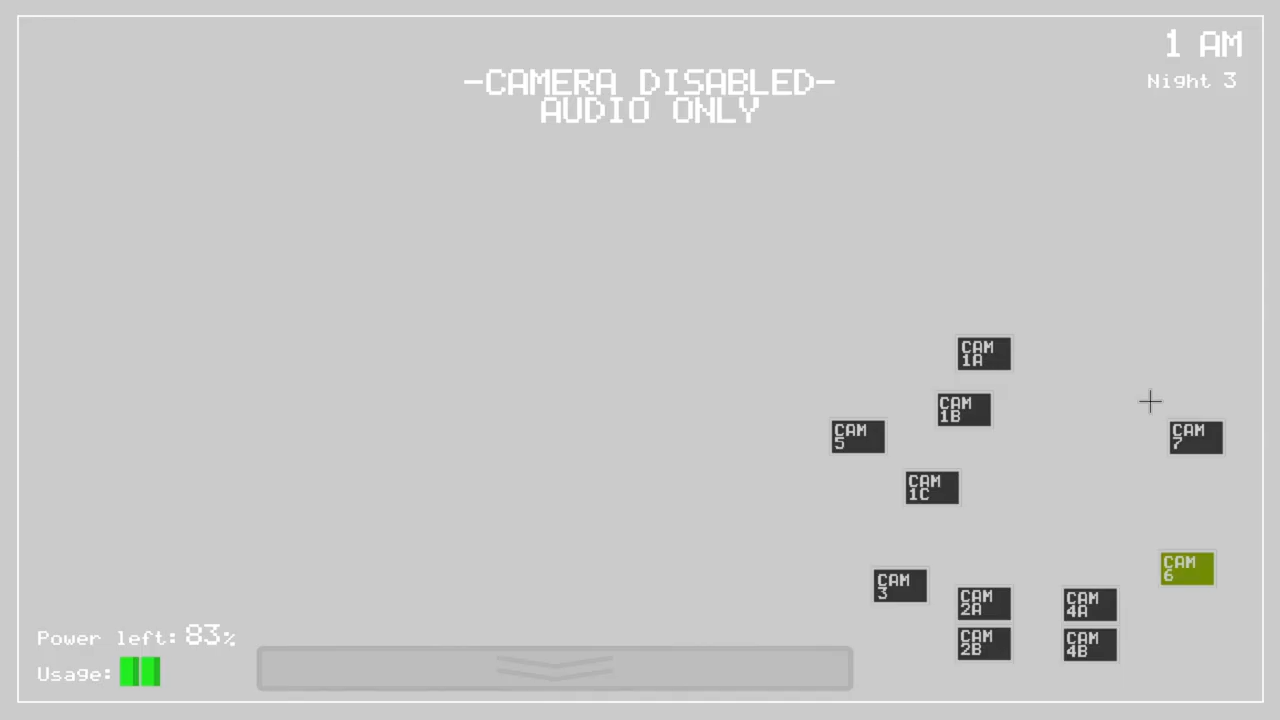 1 AM
Night 3
-CAMERA DISABLED-
AUDIO ONLY
CAM
1A
CAM
1B
CAM
5
CAM
7
CAM
1C
CAM
6
CAM
3
CAM
2A
CAM
4A
CAM
2B
CAM
4B
Power left: 83%
Usage: